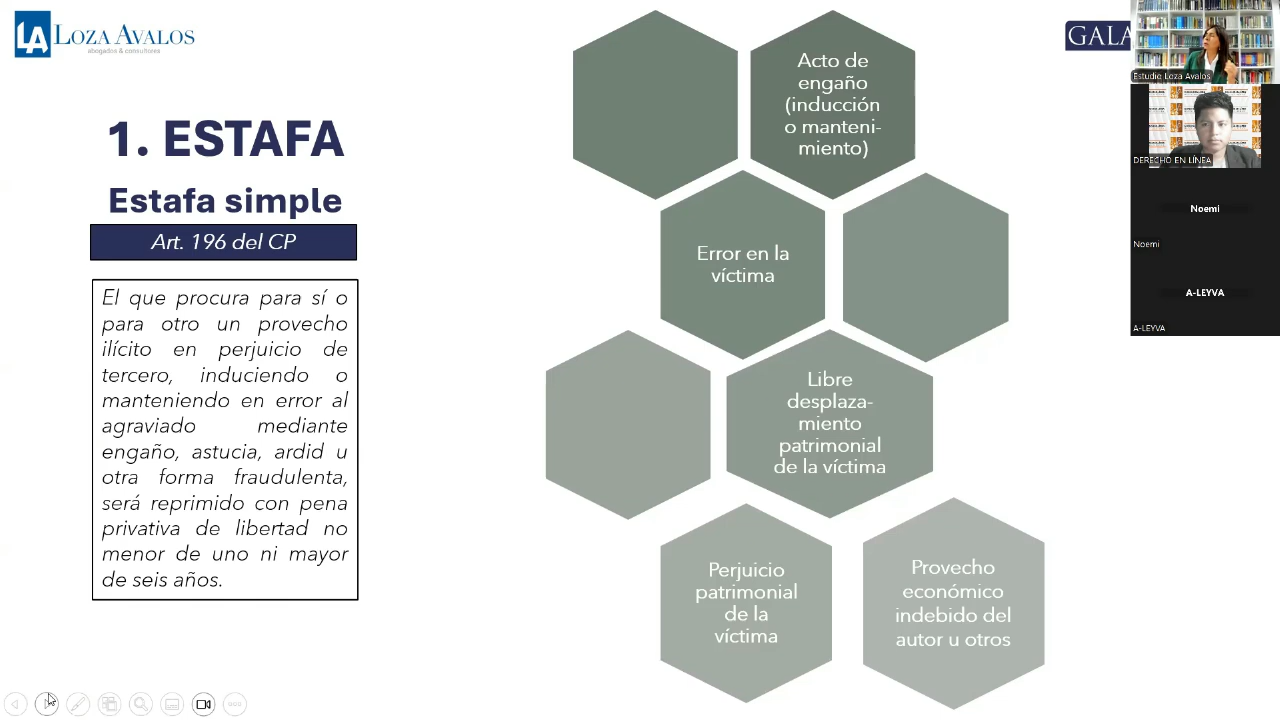 LA LOZA AVALOS
abogados & consultores
1. ESTAFA
Estafa simple
Art. 196 del CP
El que procura para sí o
para otro un provecho
ilícito en perjuicio de
tercero, induciendo o
manteniendo en error al
agraviado mediante
engaño, astucia, ardid u
otra forma fraudulenta,
será reprimido con pena
privativa de libertad no
menor de uno ni mayor
de seis años.
Acto de
engaño
(inducción
o manteni-
miento)
Error en la
víctima
Libre
desplaza-
miento
patrimonial
de la víctima
Perjuicio
patrimonial
de la
víctima
Provecho
económico
indebido del
autor u otros
GALA
Estudio Loza Avalos
DERECHO EN LÍNEA
Noemi
Noemi
A-LEYVA
A-LEYVA